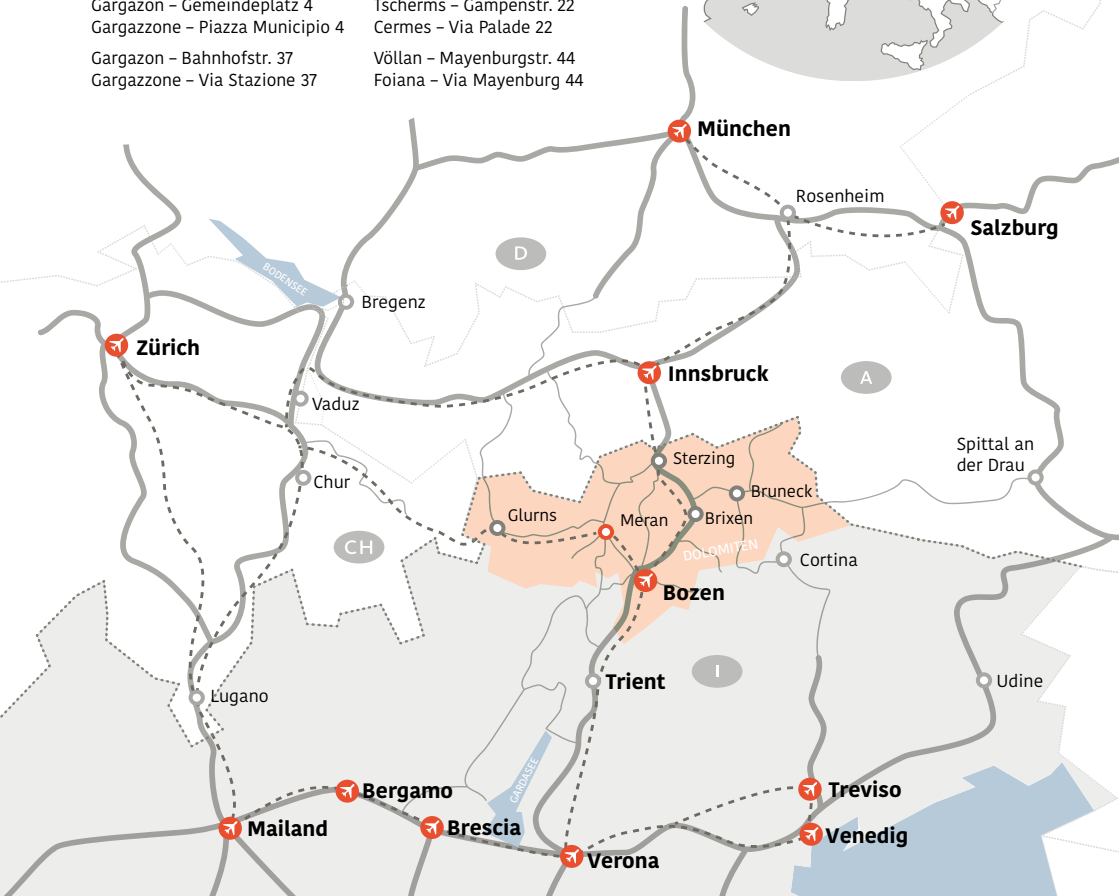 Gargazon – Gemeindeplatz 4
Gargazzone – Piazza Municipio 4
Gargazon – Bahnhofstr. 37
Gargazzone – Via Stazione 37
Tscherms – Gampenstr. 22
Cermes – Via Palade 22
Völlan – Mayenburgstr. 44
Foiana – Via Mayenburg 44
München
Rosenheim
Salzburg
D
BODENSEE
Bregenz
Zürich
Innsbruck
A
Vaduz
Spittal an
der Drau
Sterzing
Chur
Bruneck
Glurns
Meran
Brixen
CH
DOLOMITEN
Cortina
Bozen
I
Trient
Udine
Lugano
GARDASEE
Bergamo
Treviso
Mailand
Brescia
Venedig
Verona